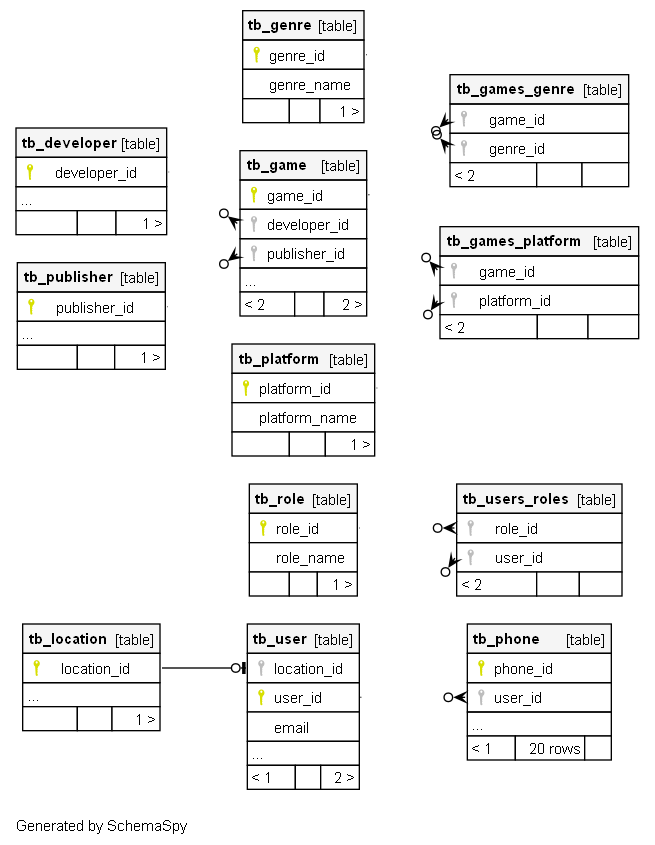 tb_genre [table]
genre_id
genre_name
1 >
tb_games_genre [table]
game_id
genre_id
< 2
tb_developer [table]
developer_id
...
1 >
tb_game [table]
game_id
developer_id
publisher_id
...
< 2 2 >
tb_games_platform [table]
game_id
platform_id
< 2
tb_publisher [table]
publisher_id
...
1 >
tb_platform [table]
platform_id
platform_name
1 >
tb_role [table]
role_id
role_name
1 >
tb_users_roles [table]
role_id
user_id
< 2
tb_location [table]
location_id
...
1 >
tb_user [table]
location_id
user_id
email
...
< 1 2 >
tb_phone [table]
phone_id
user_id
...
< 1 20 rows
Generated by SchemaSpy